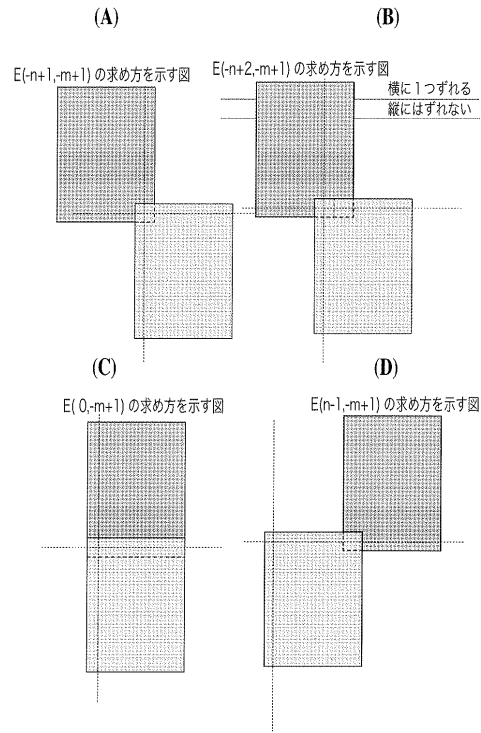 (A)
(B)
E(-n+1,-m+1) の求め方を示す図
E(-n+2,-m+1) の求め方を示す図
横に１つずれる
縦にはずれない
(C)
(D)
E( 0,-m+1) の求め方を示す図
E(n-1,-m+1) の求め方を示す図